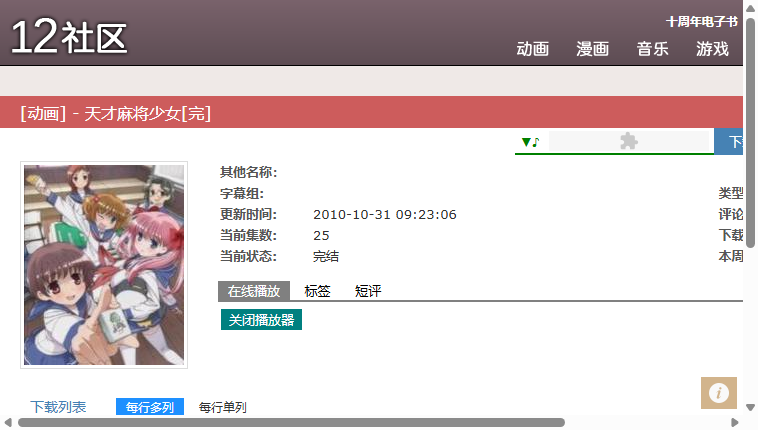 12社区
十周年电子书
动画 漫画 音乐 游戏
[动画] - 天才麻将少女[完]
▼♪
其他名称:
字幕组: 类型
更新时间: 2010-10-31 09:23:06 评论
当前集数: 25 下载
当前状态: 完结 本周
在线播放 标签 短评
关闭播放器
下载列表 每行多列 每行单列